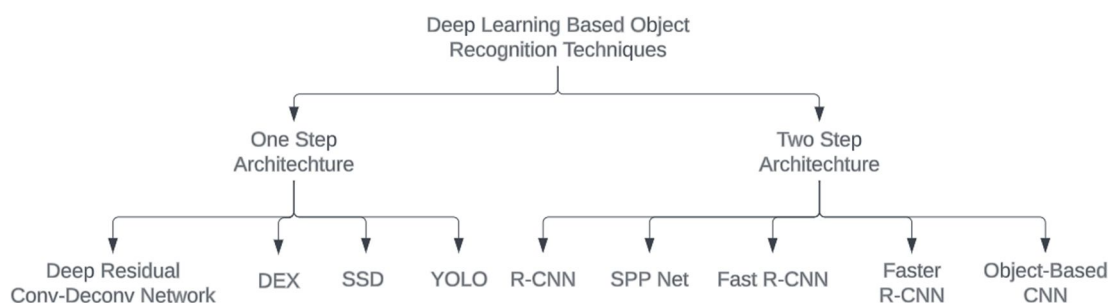 Deep Learning Based Object
Recognition Techniques
One Step
Architechture
Two Step
Architechture
Deep Residual
Conv-Deconv Network
DEX
SSD
YOLO
R-CNN
SPP Net
Fast R-CNN
Faster
R-CNN
Object-Based
CNN